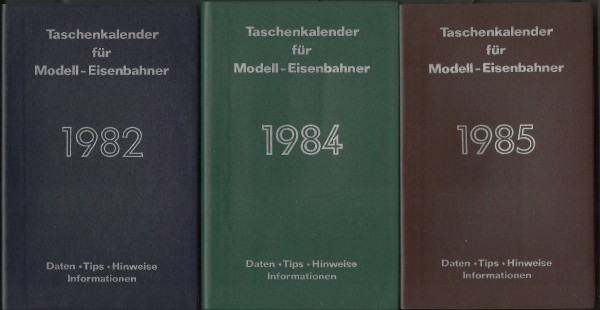 Taschenkalender
für
Modell-Eisenbahner
1982
Daten • Tips • Hinweise
Informationen
Taschenkalender
für
Modell-Eisenbahner
1984
Daten • Tips • Hinweise
Informationen
Taschenkalender
für
Modell-Eisenbahner
1985
Daten • Tips • Hinweise
Informationen